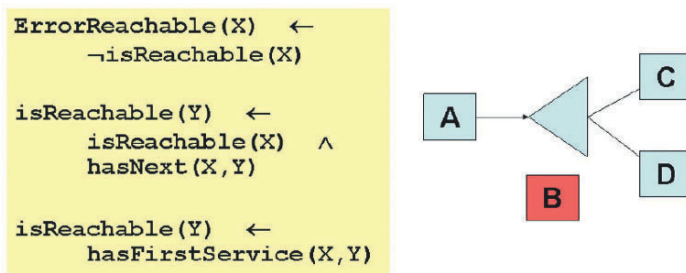 ErrorReachable(X) ←
¬isReachable(X)
isReachable(Y) ←
isReachable(X) ∧
hasNext(X,Y)
isReachable(Y) ←
hasFirstService(X,Y)
A
C
B
D